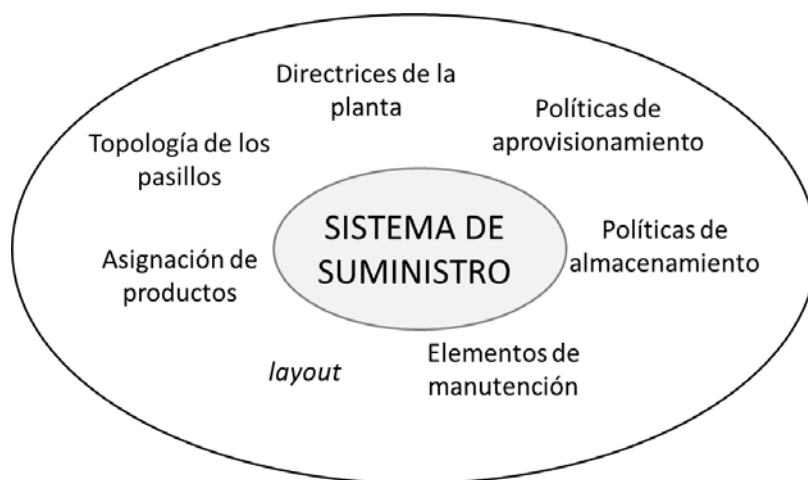 Directrices de la
planta
Políticas de
aprovisionamiento
Topología de los
pasillos
SISTEMA DE
SUMINISTRO
Políticas de
almacenamiento
Asignación de
productos
layout
Elementos de
manutención